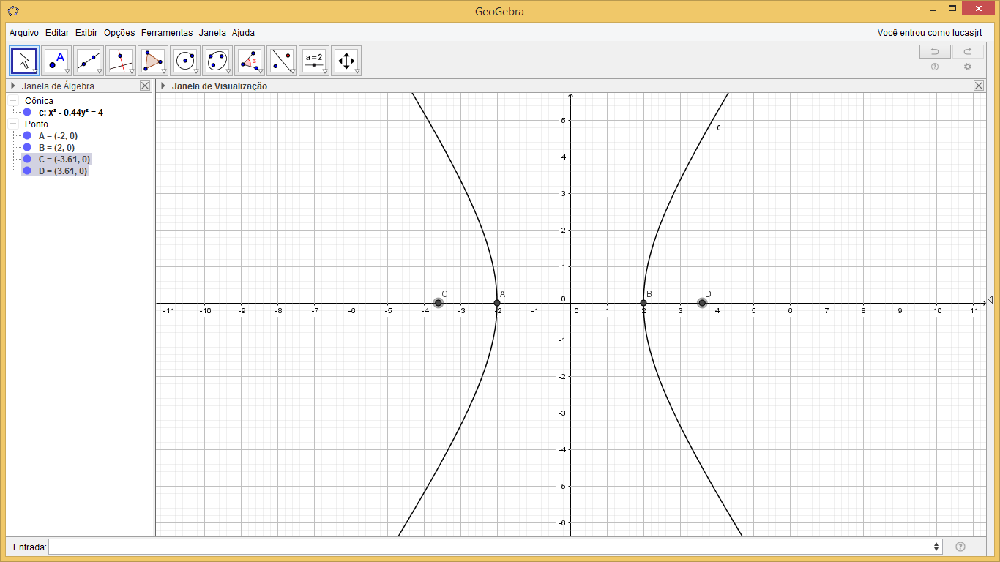 GeoGebra
Arquivo Editar Exibir Opções Ferramentas Janela Ajuda Você entrou como lucasjrt
A α a = 2
Janela de Álgebra
Janela de Visualização
Cônica
c: x² - 0.44y² = 4
Ponto
A = (-2, 0)
B = (2, 0)
C = (-3.61, 0)
D = (3.61, 0)
5
c
4
3
2
1
C A B D
0
-11 -10 -9 -8 -7 -6 -5 -4 -3 -2 -1 0 1 2 3 4 5 6 7 8 9 10 11
-1
-2
-3
-4
-5
-6
Entrada: